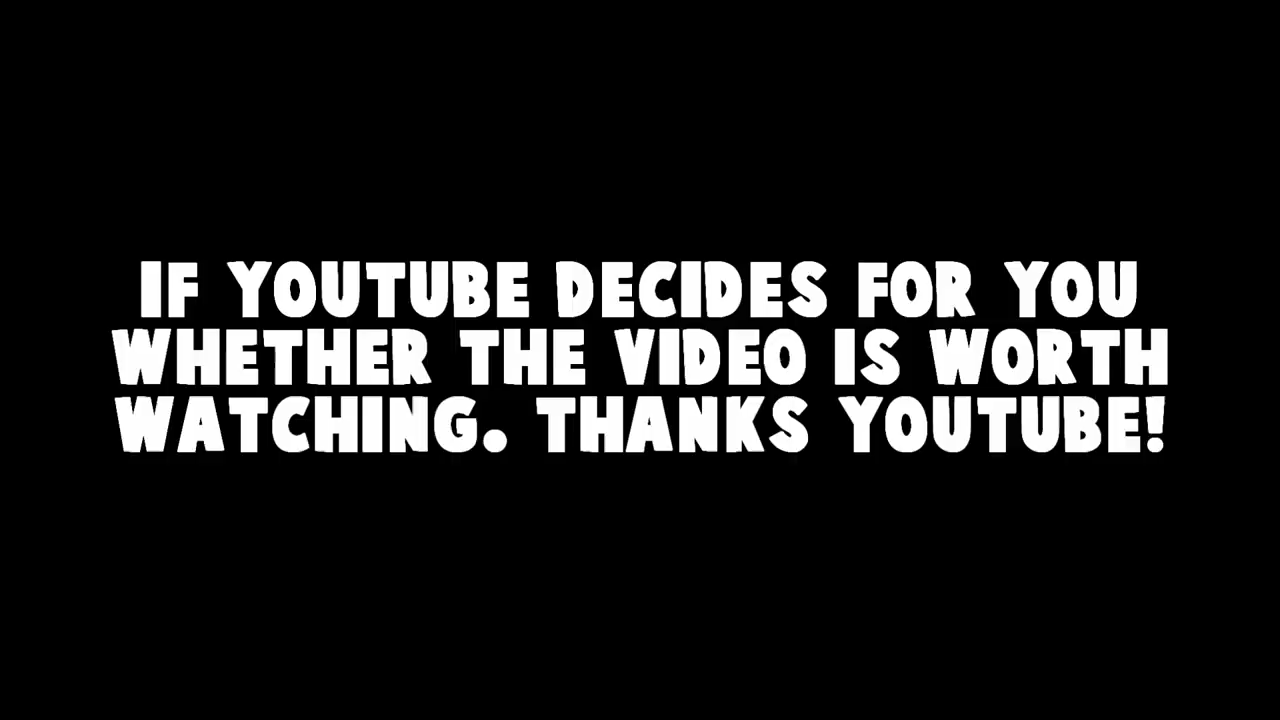 IF YOUTUBE DECIDES FOR YOU
WHETHER THE VIDEO IS WORTH
WATCHING. THANKS YOUTUBE!